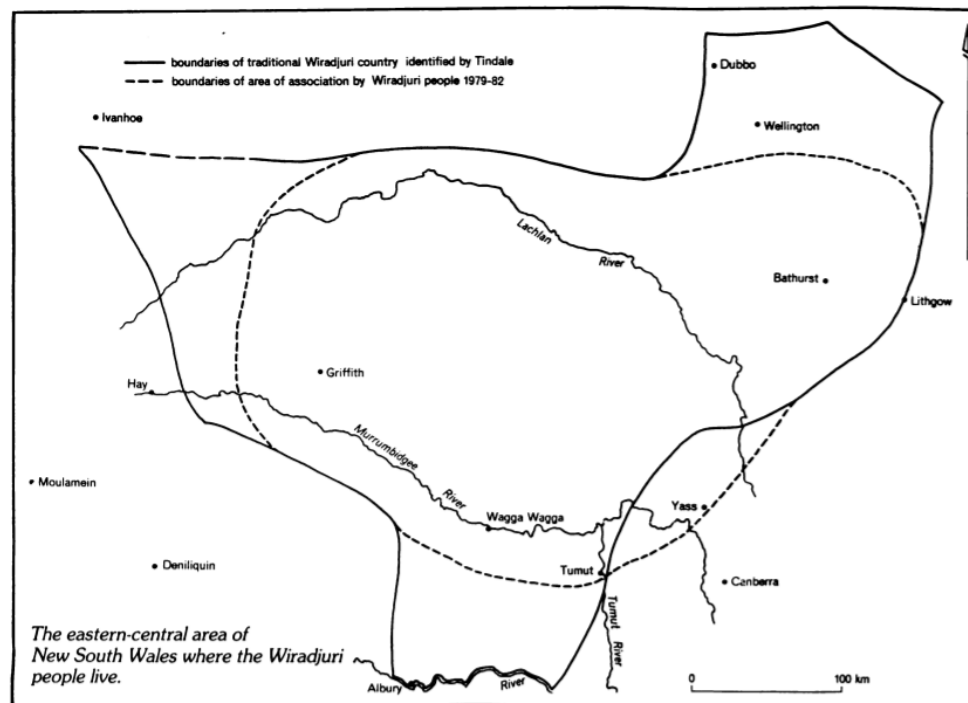 boundaries of traditional Wiradjuri country identified by Tindale
boundaries of area of association by Wiradjuri people 1979-82
Dubbo
Ivanhoe
Wellington
Lachlan
River
Bathurst
Lithgow
Griffith
Hay
Murrumbidgee
River
Moulamein
Wagga Wagga
Yass
Deniliquin
Tumut
Canberra
Tumut
River
The eastern-central area of
New South Wales where the Wiradjuri
people live.
Albury
River
0
100 km